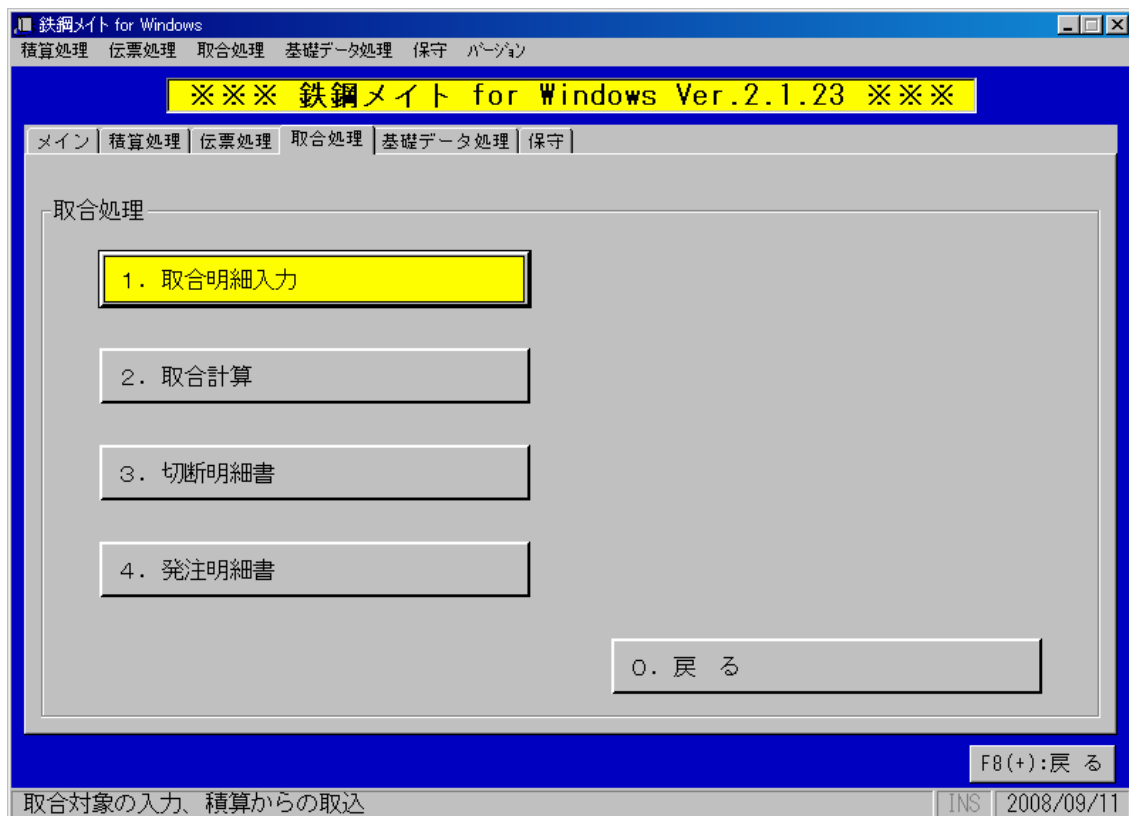 鉄鋼メイト for Windows
積算処理 伝票処理 取合処理 基礎データ処理 保守 バージョン
※※※ 鉄鋼メイト for Windows Ver.2.1.23 ※※※
メイン 積算処理 伝票処理 取合処理 基礎データ処理 保守
取合処理
1. 取合明細入力
2. 取合計算
3. 切断明細書
4. 発注明細書
0. 戻 る
F8(+):戻 る
取合対象の入力、積算からの取込 INS 2008/09/11